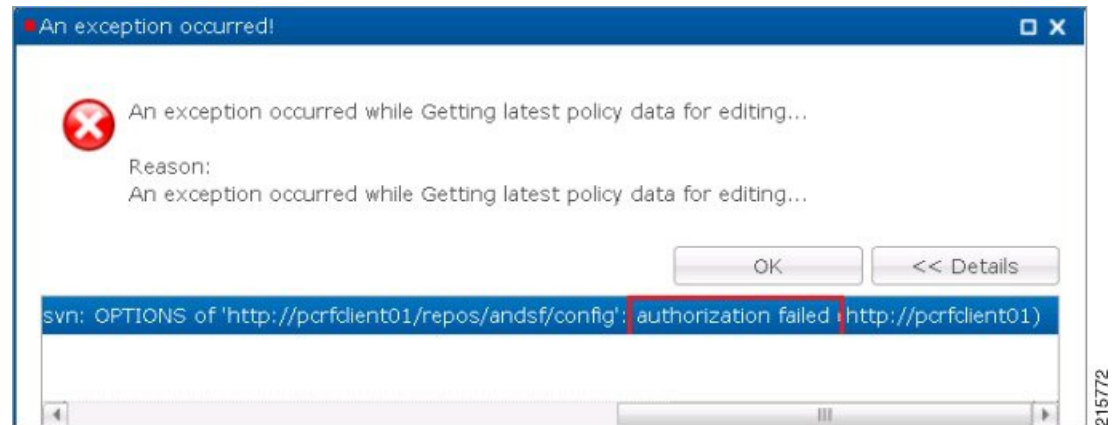 An exception occurred!
An exception occurred while Getting latest policy data for editing...
Reason:
An exception occurred while Getting latest policy data for editing...
OK
<< Details
svn: OPTIONS of 'http://pcrfclient01/repos/andsf/config': authorization failed (http://pcrfclient01)
215772